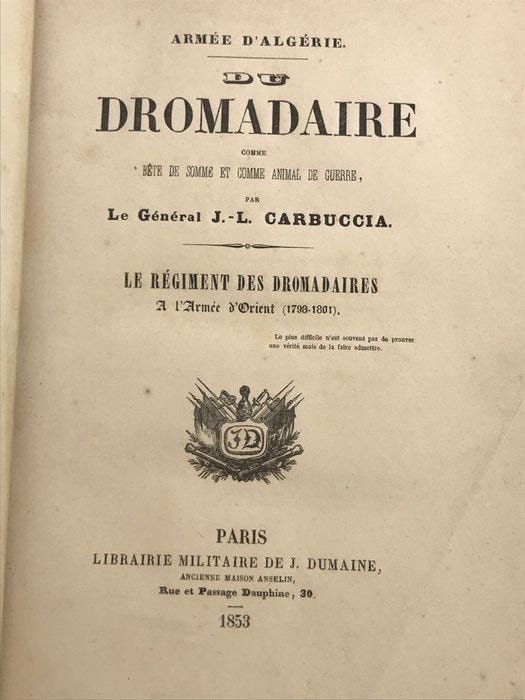 ARMÉE D'ALGÉRIE.
DU
DROMADAIRE
COMME
BÊTE DE SOMME ET COMME ANIMAL DE GUERRE,
PAR
Le Général J.-L. CARBUCCIA.
LE RÉGIMENT DES DROMADAIRES
A l'Armée d'Orient (1798-1801).
Le plus difficile n'est souvent pas de prouver
une vérité mais de la faire admettre.
JD
PARIS
LIBRAIRIE MILITAIRE DE J. DUMAINE,
ANCIENNE MAISON ANSELIN,
Rue et Passage Dauphine, 30.
1853